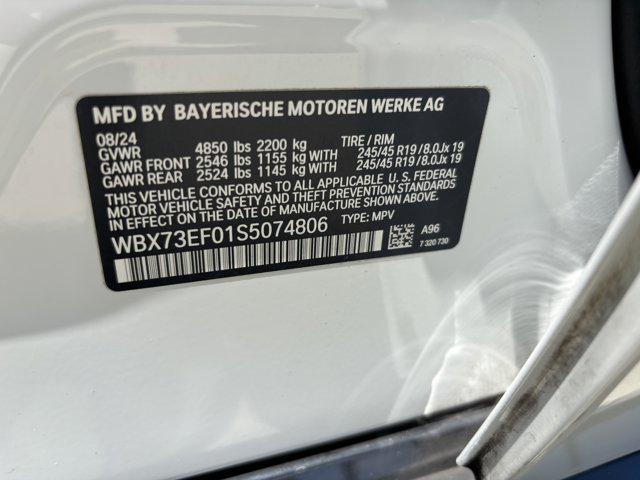 MFD BY BAYERISCHE MOTOREN WERKE AG
08/24 TIRE / RIM
GVWR 4850 lbs 2200 kg
GAWR FRONT 2546 lbs 1155 kg WITH 245/45 R19 / 8.0Jx 19
GAWR REAR 2524 lbs 1145 kg WITH 245/45 R19 / 8.0Jx 19
THIS VEHICLE CONFORMS TO ALL APPLICABLE U. S. FEDERAL
MOTOR VEHICLE SAFETY AND THEFT PREVENTION STANDARDS
IN EFFECT ON THE DATE OF MANUFACTURE SHOWN ABOVE.
WBX73EF01S5074806 TYPE: MPV
A96
7 320 730